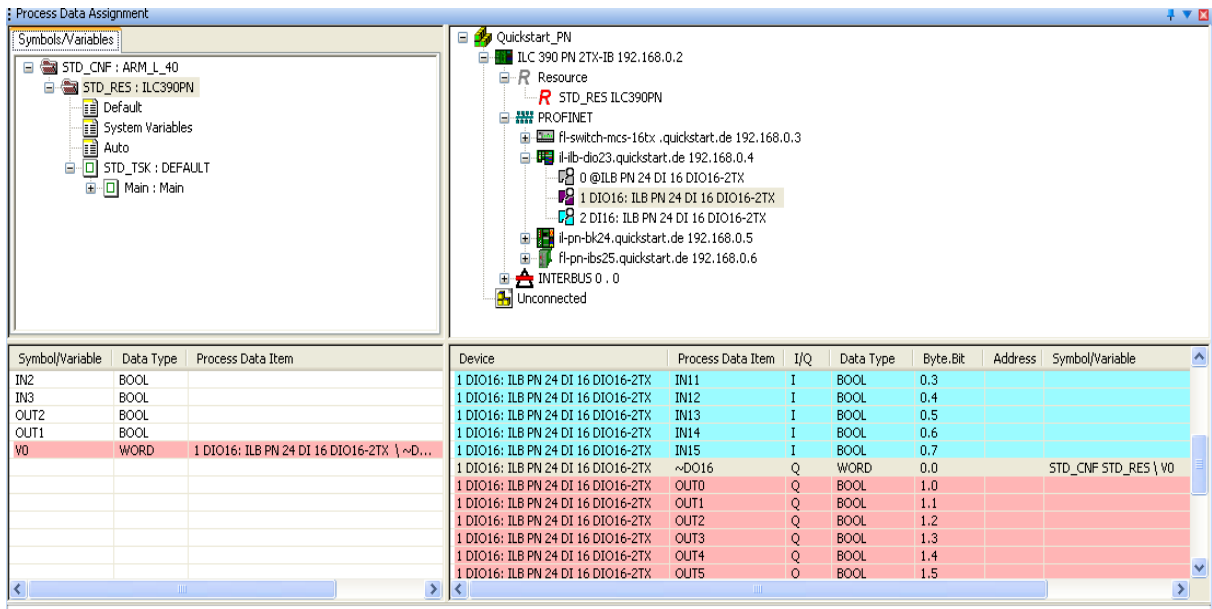 Process Data Assignment
Symbols/Variables
STD_CNF : ARM_L_40
STD_RES : ILC390PN
Default
System Variables
Auto
STD_TSK : DEFAULT
Main : Main
Quickstart_PN
ILC 390 PN 2TX-IB 192.168.0.2
R Resource
R STD_RES ILC390PN
PROFINET
fl-switch-mcs-16tx .quickstart.de 192.168.0.3
il-ilb-dio23.quickstart.de 192.168.0.4
0 @ILB PN 24 DI 16 DIO16-2TX
1 DIO16: ILB PN 24 DI 16 DIO16-2TX
2 DI16: ILB PN 24 DI 16 DIO16-2TX
il-pn-bk24.quickstart.de 192.168.0.5
fl-pn-ibs25.quickstart.de 192.168.0.6
INTERBUS 0 . 0
Unconnected
Symbol/Variable Data Type Process Data Item
IN2 BOOL
IN3 BOOL
OUT2 BOOL
OUT1 BOOL
V0 WORD 1 DIO16: ILB PN 24 DI 16 DIO16-2TX \ ~D...
Device Process Data Item I/Q Data Type Byte.Bit Address Symbol/Variable
1 DIO16: ILB PN 24 DI 16 DIO16-2TX IN11 I BOOL 0.3
1 DIO16: ILB PN 24 DI 16 DIO16-2TX IN12 I BOOL 0.4
1 DIO16: ILB PN 24 DI 16 DIO16-2TX IN13 I BOOL 0.5
1 DIO16: ILB PN 24 DI 16 DIO16-2TX IN14 I BOOL 0.6
1 DIO16: ILB PN 24 DI 16 DIO16-2TX IN15 I BOOL 0.7
1 DIO16: ILB PN 24 DI 16 DIO16-2TX ~DO16 Q WORD 0.0 STD_CNF STD_RES \ V0
1 DIO16: ILB PN 24 DI 16 DIO16-2TX OUT0 Q BOOL 1.0
1 DIO16: ILB PN 24 DI 16 DIO16-2TX OUT1 Q BOOL 1.1
1 DIO16: ILB PN 24 DI 16 DIO16-2TX OUT2 Q BOOL 1.2
1 DIO16: ILB PN 24 DI 16 DIO16-2TX OUT3 Q BOOL 1.3
1 DIO16: ILB PN 24 DI 16 DIO16-2TX OUT4 Q BOOL 1.4
1 DIO16: ILB PN 24 DI 16 DIO16-2TX OUT5 Q BOOL 1.5